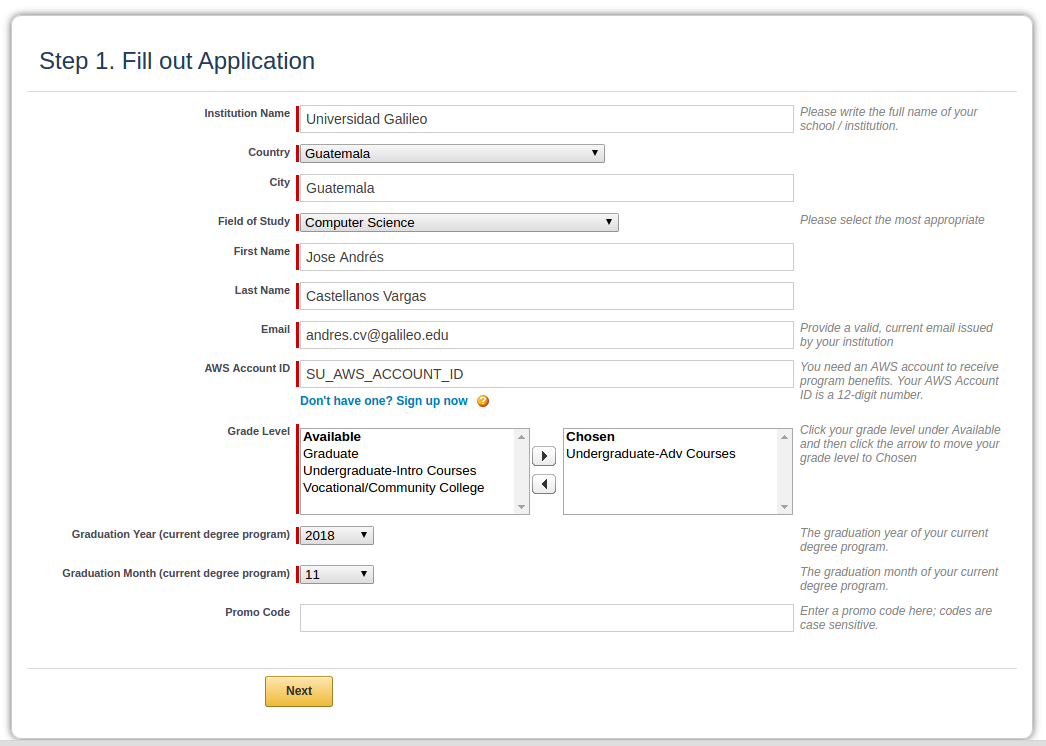 Step 1. Fill out Application
Institution Name Universidad Galileo Please write the full name of your
school / institution.
Country Guatemala
City Guatemala
Field of Study Computer Science Please select the most appropriate
First Name Jose Andrés
Last Name Castellanos Vargas
Email andres.cv@galileo.edu Provide a valid, current email issued
by your institution
AWS Account ID SU_AWS_ACCOUNT_ID You need an AWS account to receive
program benefits. Your AWS Account
ID is a 12-digit number.
Don't have one? Sign up now ?
Grade Level Available Chosen Click your grade level under Available
Graduate Undergraduate-Adv Courses and then click the arrow to move your
grade level to Chosen
Undergraduate-Intro Courses
Vocational/Community College
Graduation Year (current degree program) 2018 The graduation year of your current
degree program.
Graduation Month (current degree program) 11 The graduation month of your current
degree program.
Promo Code Enter a promo code here; codes are
case sensitive.
Next